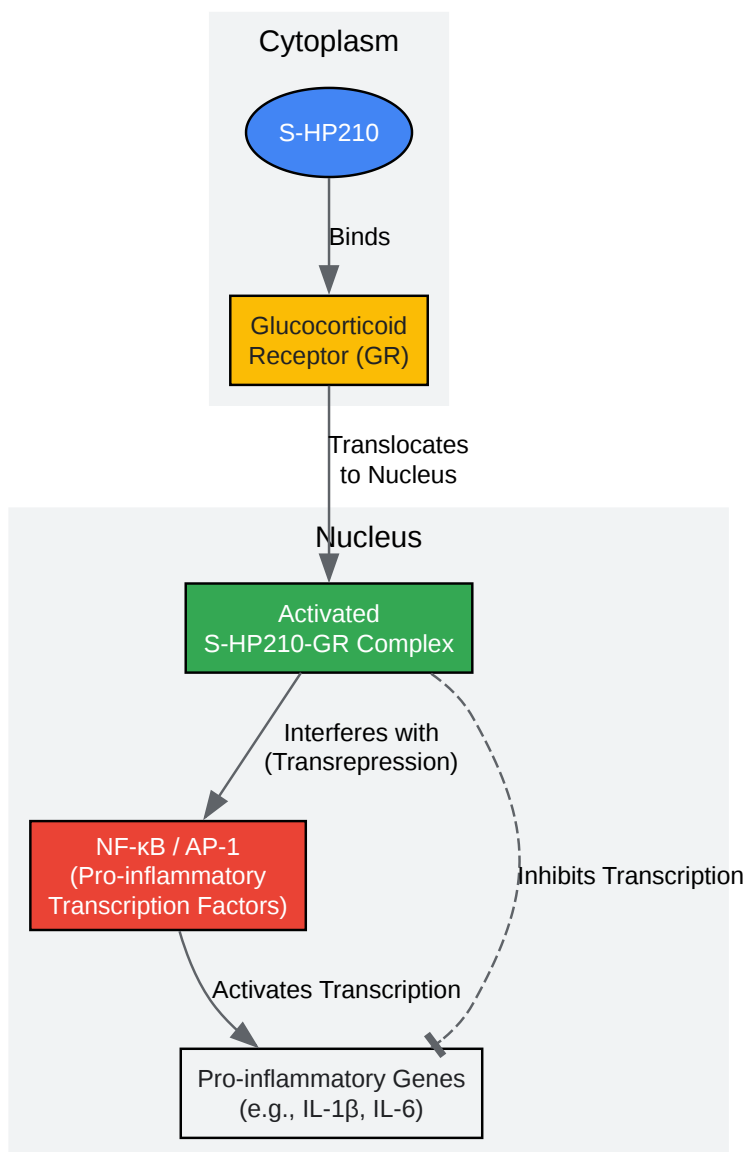 Cytoplasm
S-HP210
Binds
Glucocorticoid
Receptor (GR)
Translocates
to Nucleus
Nucleus
Activated
S-HP210-GR Complex
Interferes with
(Transrepression)
NF-κB / AP-1
(Pro-inflammatory
Transcription Factors)
Inhibits Transcription
Activates Transcription
Pro-inflammatory Genes
(e.g., IL-1β, IL-6)